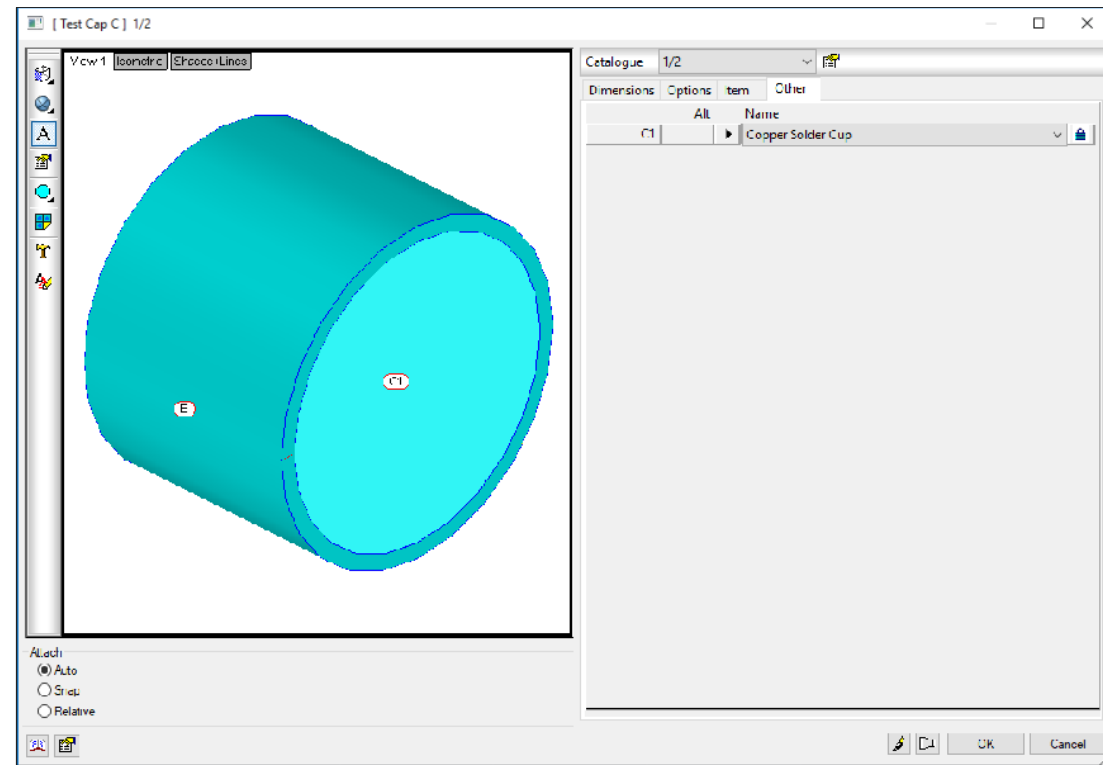 [ Test Cap C ] 1/2
View 1 Isometric Shaded+Lines
Catalogue 1/2
Dimensions Options Item Other
Alt Name
C1 Copper Solder Cup
A
C1
E
Attach
Auto
Snap
Relative
OK Cancel